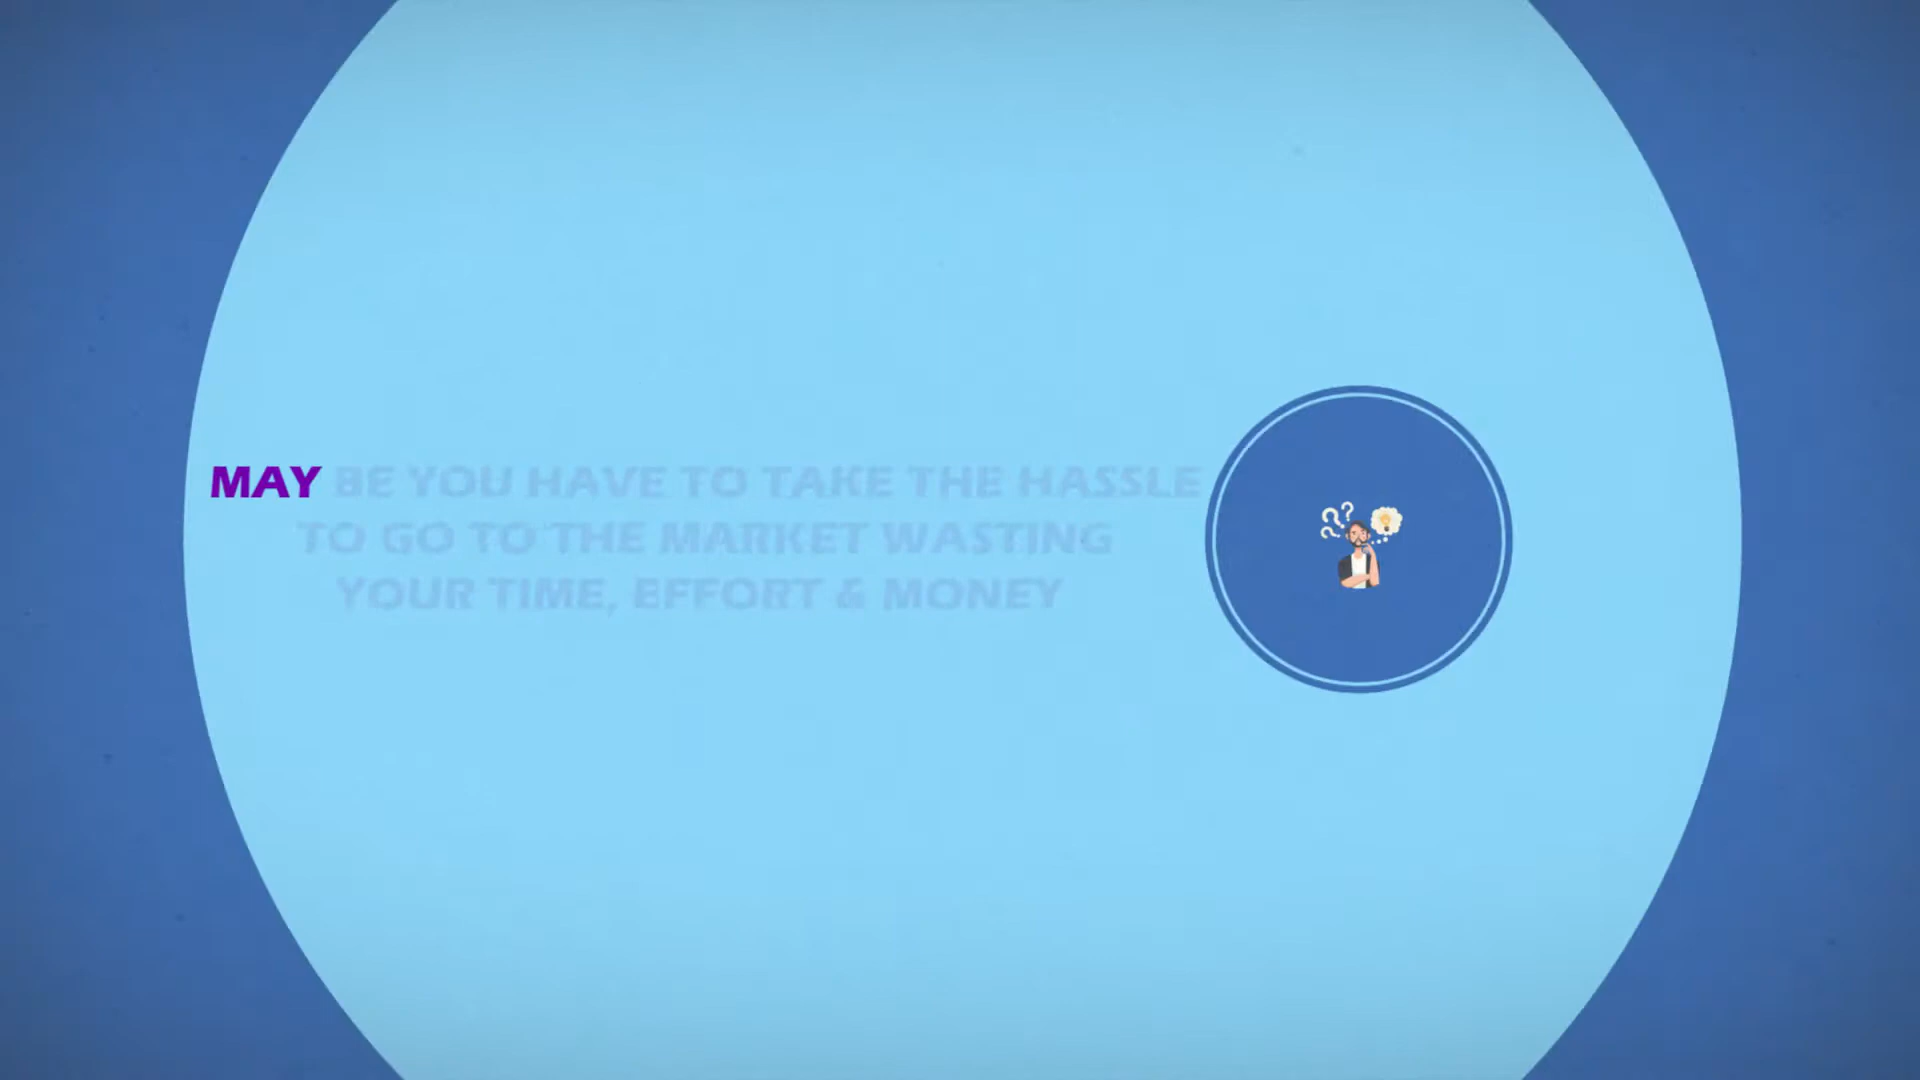 MAY BE YOU HAVE TO TAKE THE HASSLE
TO GO TO THE MARKET WASTING
YOUR TIME, EFFORT & MONEY